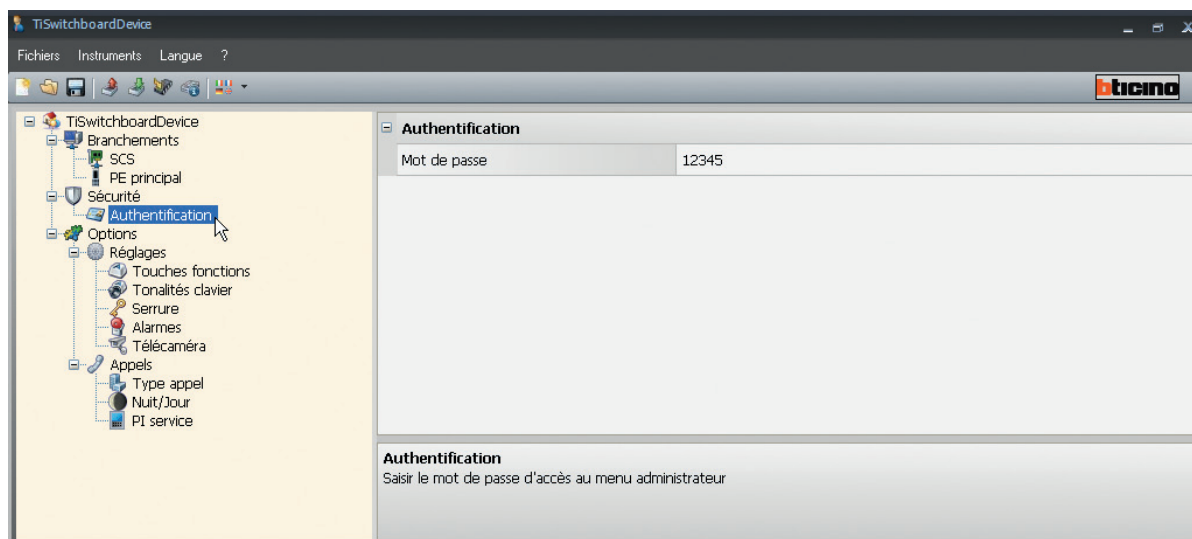 TiSwitchboardDevice
Fichiers Instruments Langue ?
bticino
TiSwitchboardDevice
Branchements
SCS
PE principal
Sécurité
Authentification
Options
Réglages
Touches fonctions
Tonalités clavier
Serrure
Alarmes
Télécaméra
Appels
Type appel
Nuit/Jour
PI service
Authentification
Mot de passe 12345
Authentification
Saisir le mot de passe d'accès au menu administrateur